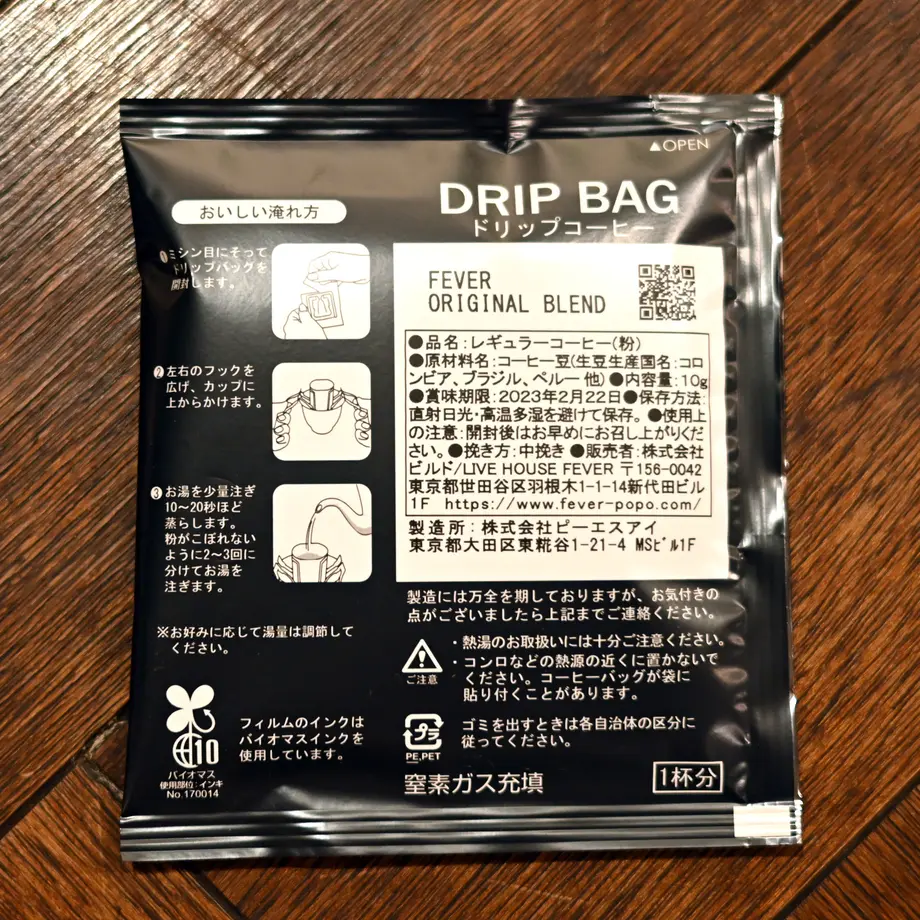 ▲OPEN
DRIP BAG
ドリップコーヒー
おいしい淹れ方
①ミシン目にそって
ドリップバッグを
開封します。
②左右のフックを
広げ、カップに
上からかけます。
③お湯を少量注ぎ
10〜20秒ほど
蒸らします。
粉がこぼれない
ように2〜3回に
分けてお湯を
注ぎます。
※お好みに応じて湯量は調節して
ください。
10
バイオマス
使用部位:インキ
No.170014
フィルムのインクは
バイオマスインクを
使用しています。
FEVER
ORIGINAL BLEND
●品名:レギュラーコーヒー(粉)
●原材料名:コーヒー豆(生豆生産国名:コロ
ンビア、ブラジル、ペルー 他)●内容量:10g
●賞味期限:2023年2月22日●保存方法:
直射日光・高温多湿を避けて保存。●使用上
の注意:開封後はお早めにお召し上がりくだ
さい。●挽き方:中挽き ●販売者:株式会社
ビルド/LIVE HOUSE FEVER 〒156-0042
東京都世田谷区羽根木1-1-14新代田ビル
1F https://www.fever-popo.com/
製造所:株式会社ピーエスアイ
東京都大田区東糀谷1-21-4 MSビル1F
製造には万全を期しておりますが、お気付きの
点がございましたら上記までご連絡ください。
ご注意
・熱湯のお取扱いには十分ご注意ください。
・コンロなどの熱源の近くに置かないで
ください。コーヒーバッグが袋に
貼り付くことがあります。
プラ
PE,PET
ゴミを出すときは各自治体の区分に
従ってください。
窒素ガス充填
1杯分